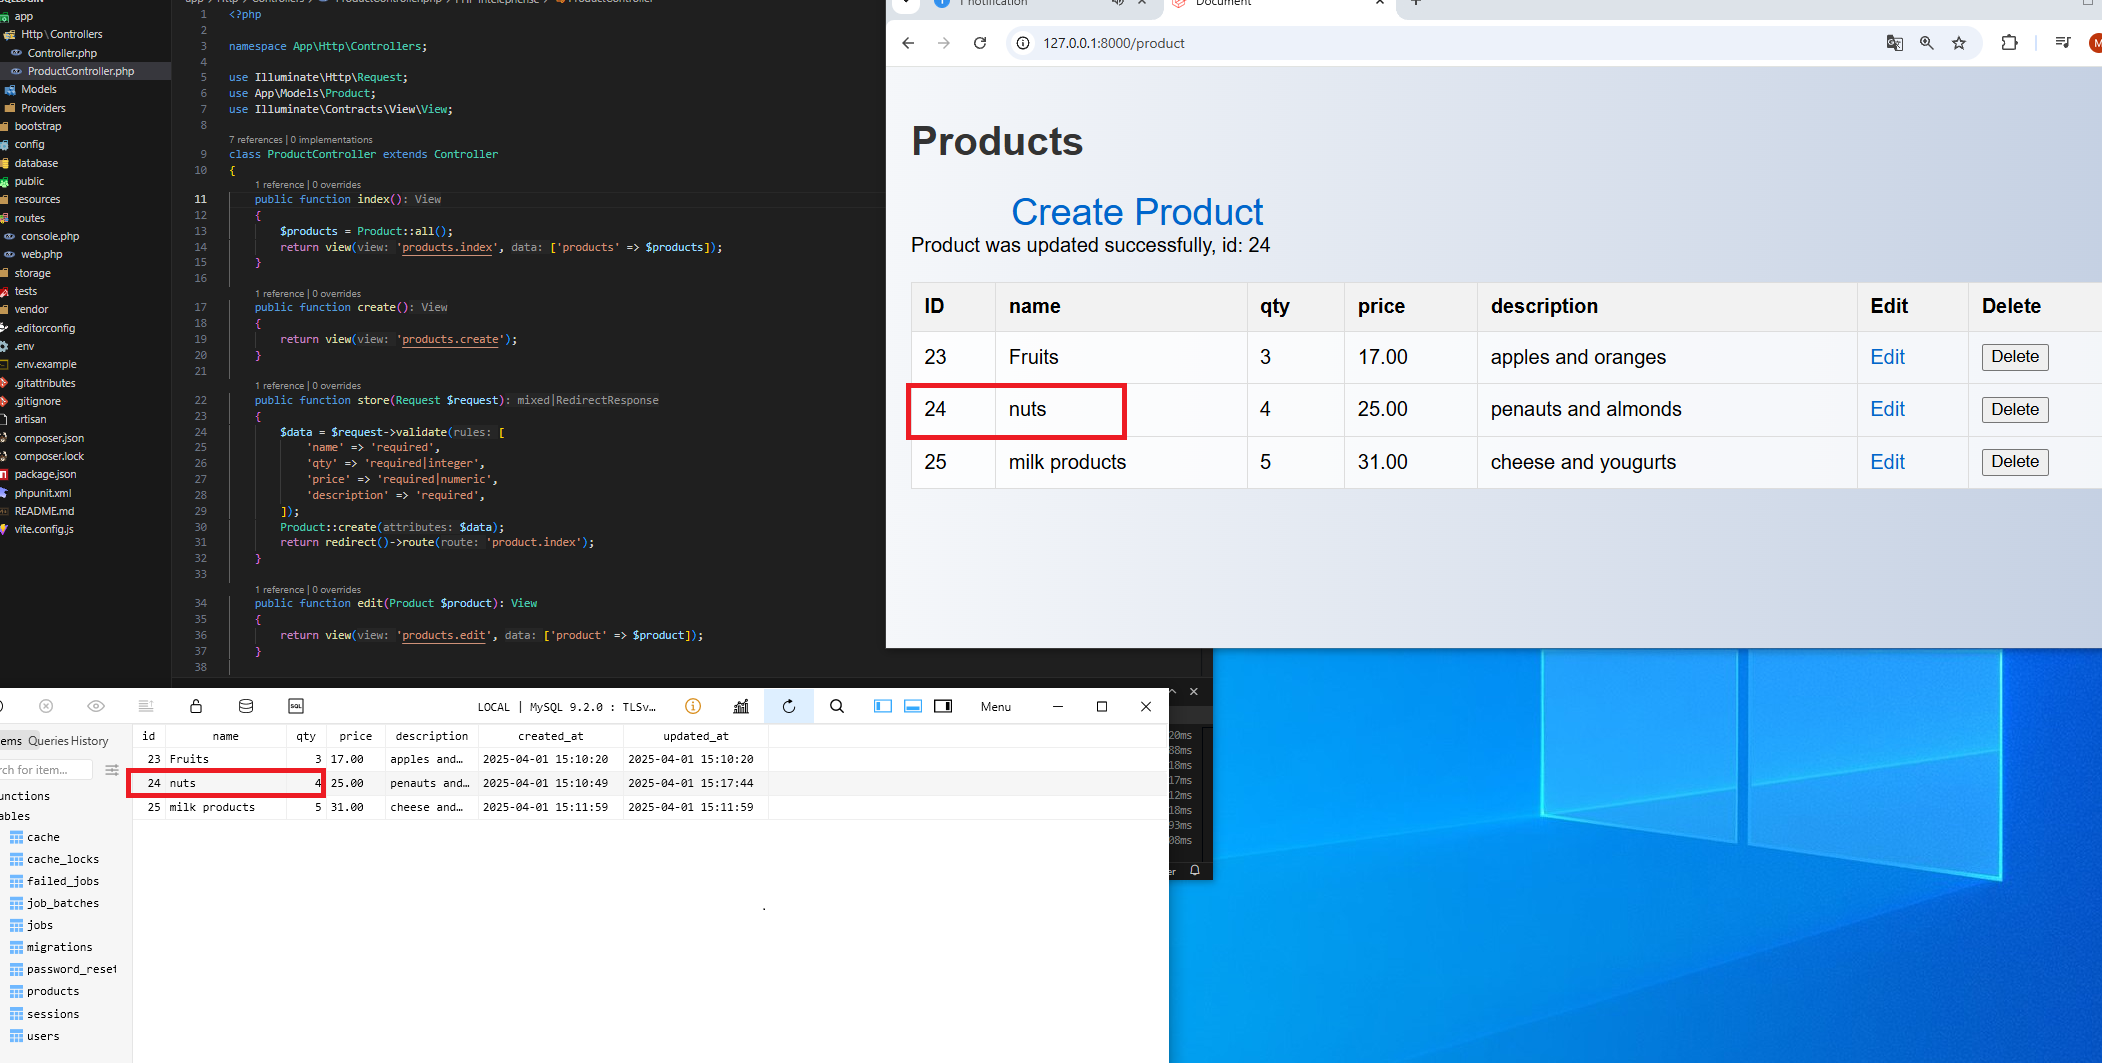 app
Http\Controllers
Controller.php
ProductController.php
Models
Providers
bootstrap
config
database
public
resources
routes
console.php
web.php
storage
tests
vendor
.editorconfig
.env
.env.example
.gitattributes
.gitignore
artisan
composer.json
composer.lock
package.json
phpunit.xml
README.md
vite.config.js
1 <?php
2
3 namespace App\Http\Controllers;
4
5 use Illuminate\Http\Request;
6 use App\Models\Product;
7 use Illuminate\Contracts\View\View;
8
7 references | 0 implementations
9 class ProductController extends Controller
10 {
1 reference | 0 overrides
11 public function index(): View
12 {
13 $products = Product::all();
14 return view(view: 'products.index', data: ['products' => $products]);
15 }
16
1 reference | 0 overrides
17 public function create(): View
18 {
19 return view(view: 'products.create');
20 }
21
1 reference | 0 overrides
22 public function store(Request $request): mixed|RedirectResponse
23 {
24 $data = $request->validate(rules: [
25 'name' => 'required',
26 'qty' => 'required|integer',
27 'price' => 'required|numeric',
28 'description' => 'required',
29 ]);
30 Product::create(attributes: $data);
31 return redirect()->route(route: 'product.index');
32 }
33
1 reference | 0 overrides
34 public function edit(Product $product): View
35 {
36 return view(view: 'products.edit', data: ['product' => $product]);
37 }
38
1 notification
Document
127.0.0.1:8000/product
M
Products
Create Product
Product was updated successfully, id: 24
ID name qty price description Edit Delete
23 Fruits 3 17.00 apples and oranges Edit Delete
24 nuts 4 25.00 penauts and almonds Edit Delete
25 milk products 5 31.00 cheese and yougurts Edit Delete
SQL
LOCAL | MySQL 9.2.0 : TLSv...
Menu
ems Queries History
rch for item...
unctions
ables
cache
cache_locks
failed_jobs
job_batches
jobs
migrations
password_reset
products
sessions
users
id name qty price description created_at updated_at
23 Fruits 3 17.00 apples and… 2025-04-01 15:10:20 2025-04-01 15:10:20
24 nuts 4 25.00 penauts and… 2025-04-01 15:10:49 2025-04-01 15:17:44
25 milk products 5 31.00 cheese and… 2025-04-01 15:11:59 2025-04-01 15:11:59
20ms
88ms
18ms
17ms
12ms
18ms
93ms
08ms
er